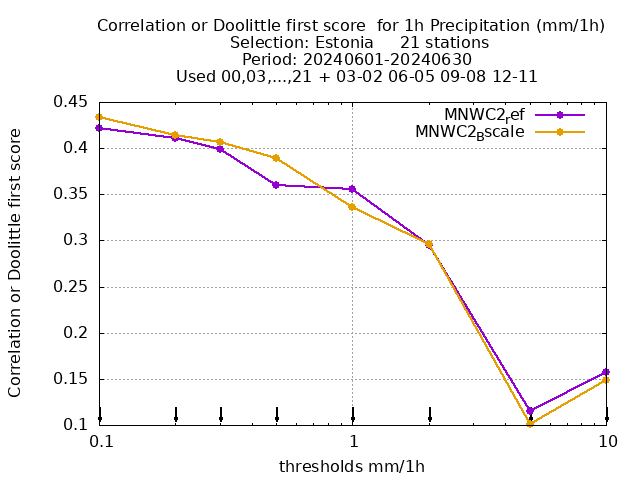 Correlation or Doolittle first score  for 1h Precipitation (mm/1h)
Selection: Estonia     21 stations
Period: 20240601-20240630
Used 00,03,...,21 + 03-02 06-05 09-08 12-11
MNWC2ref
MNWC2Bscale
Correlation or Doolittle first score
0.45
0.4
0.35
0.3
0.25
0.2
0.15
0.1
0.1 1 10
thresholds mm/1h